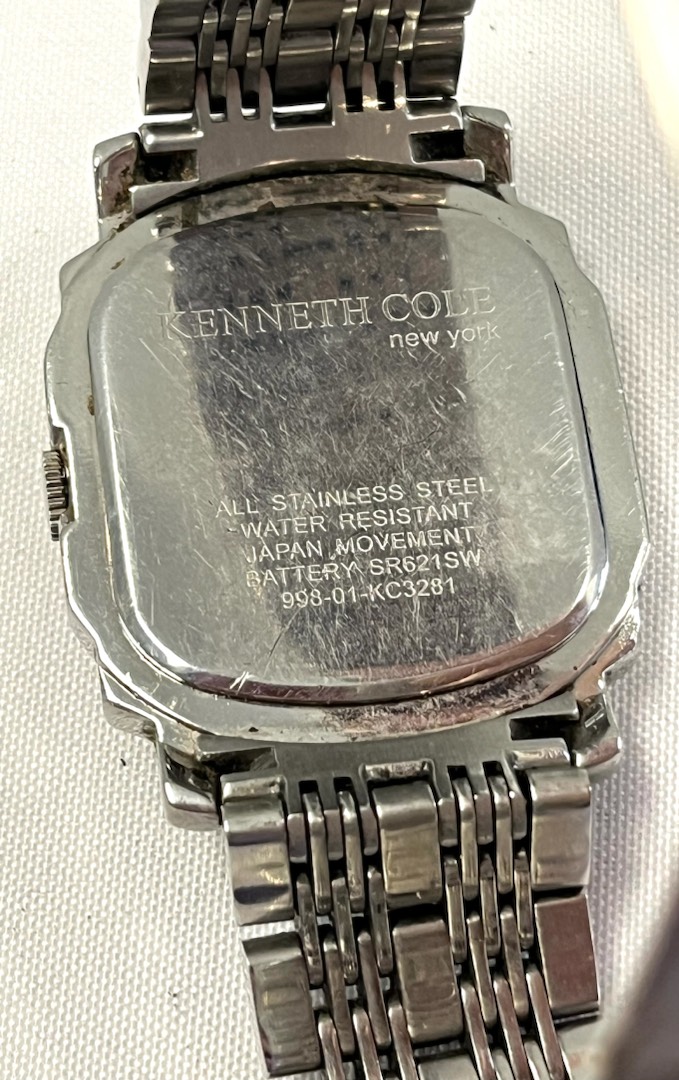 KENNETH COLE
new york
ALL STAINLESS STEEL
WATER RESISTANT
JAPAN MOVEMENT
BATTERY SR621SW
998-01-KC3281